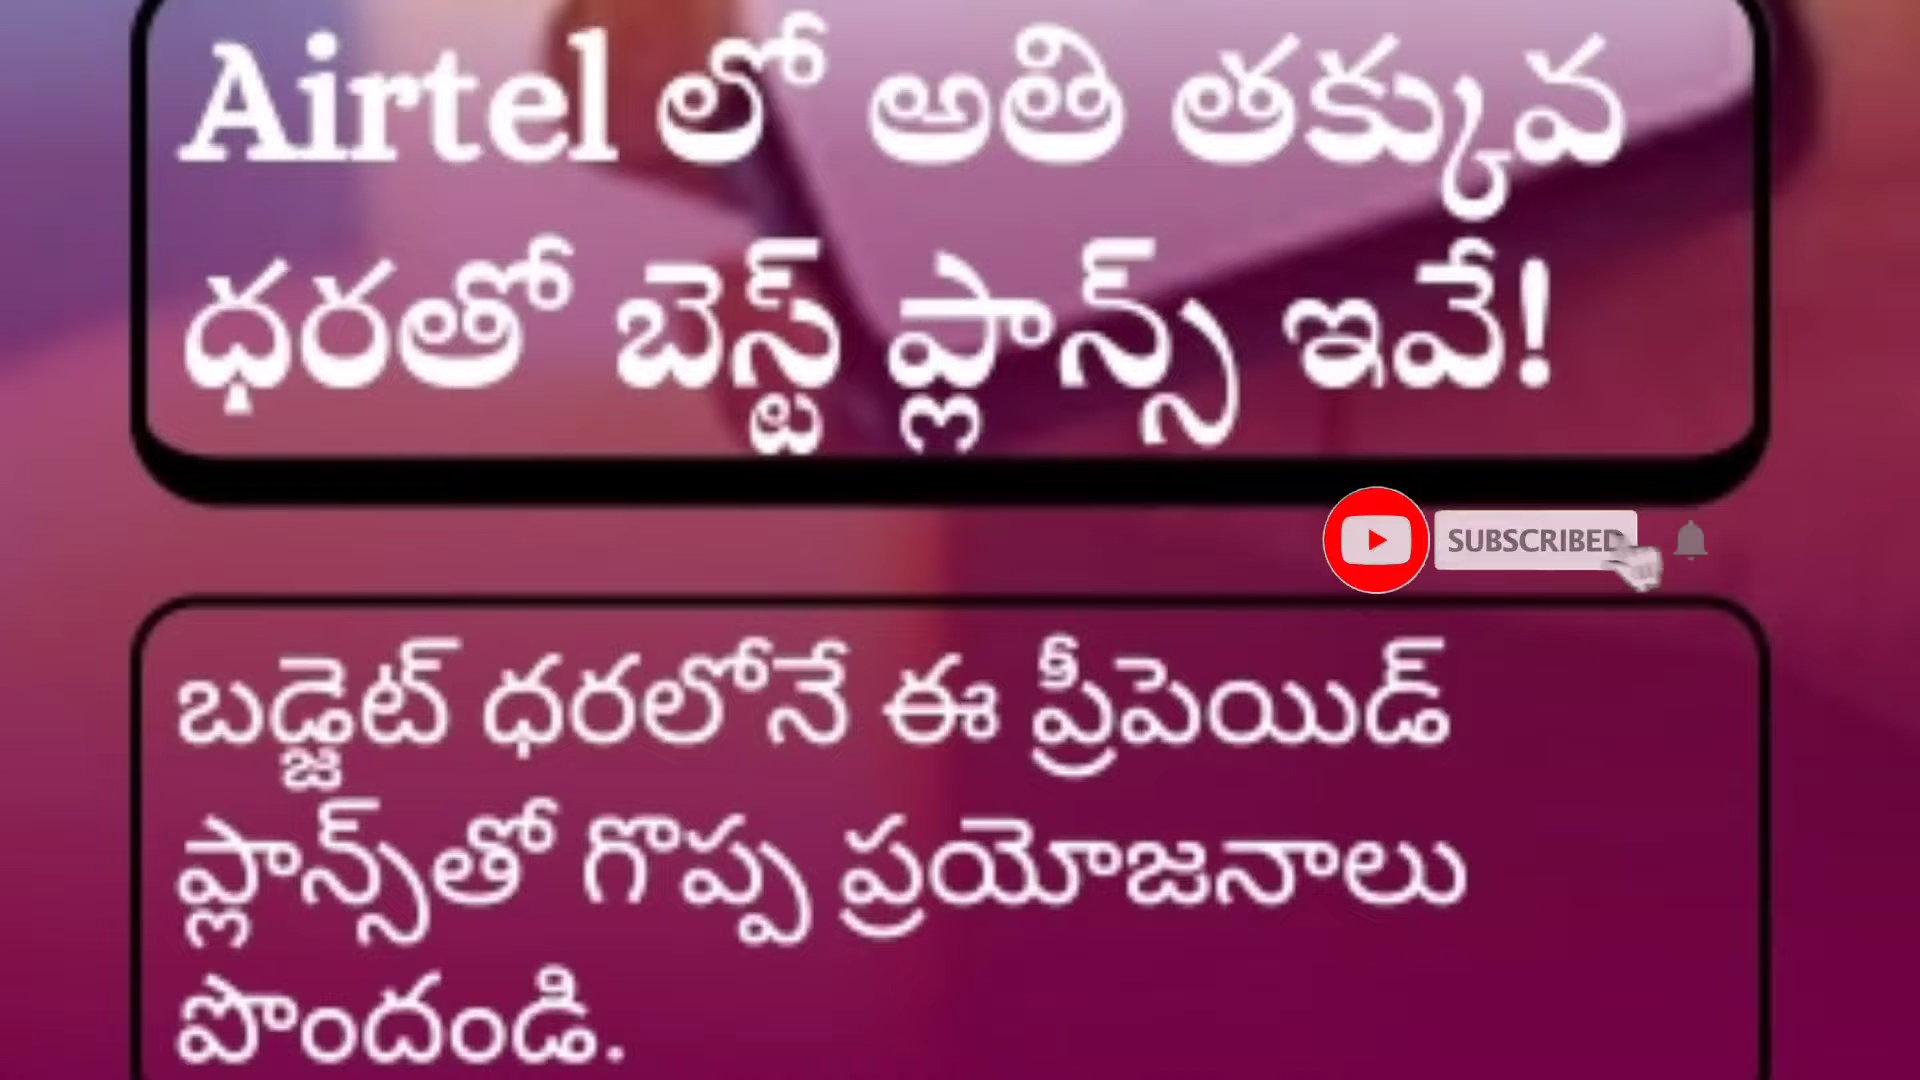 Airtel లో అతి తక్కువ
ధరతో బెస్ట్ ప్లాన్స్ ఇవే!
SUBSCRIBED
బడ్జెట్ ధరలోనే ఈ ప్రీపెయిడ్
ప్లాన్స్‌తో గొప్ప ప్రయోజనాలు
పొందండి.